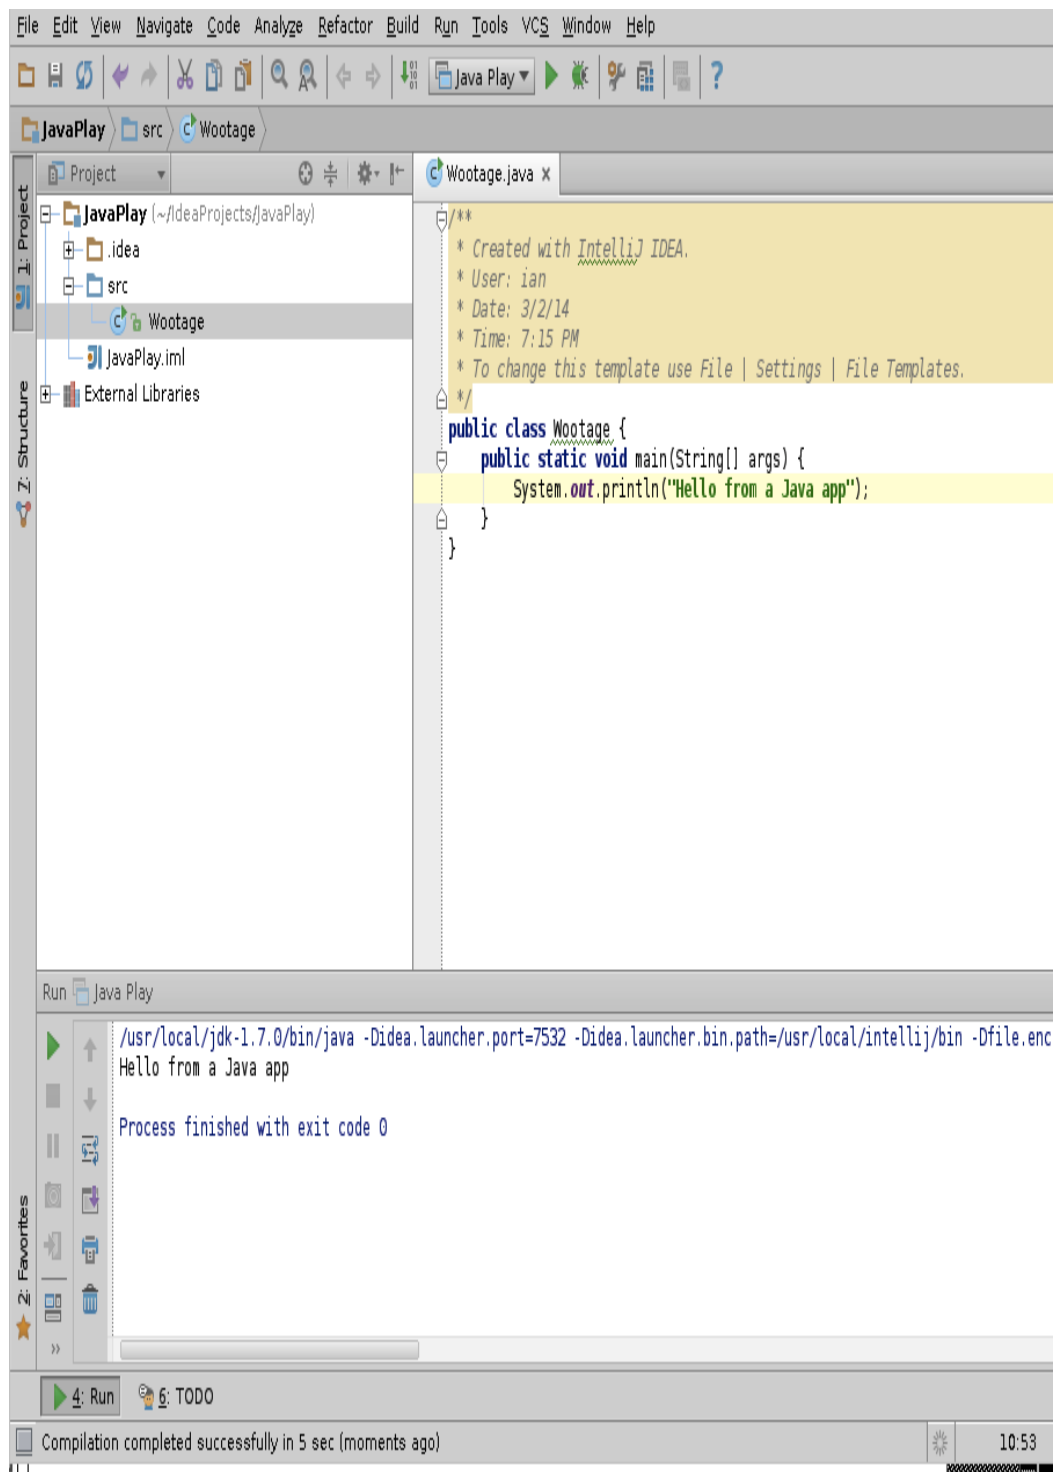 File Edit View Navigate Code Analyze Refactor Build Run Tools VCS Window Help
Java Play
JavaPlay src Wootage
1: Project
Project
Wootage.java
JavaPlay (~/IdeaProjects/JavaPlay)
.idea
src
Wootage
JavaPlay.iml
External Libraries
7: Structure
/**
* Created with IntelliJ IDEA.
* User: ian
* Date: 3/2/14
* Time: 7:15 PM
* To change this template use File | Settings | File Templates.
*/
public class Wootage {
public static void main(String[] args) {
System.out.println("Hello from a Java app");
}
}
Run Java Play
/usr/local/jdk-1.7.0/bin/java -Didea.launcher.port=7532 -Didea.launcher.bin.path=/usr/local/intellij/bin -Dfile.enc
Hello from a Java app
Process finished with exit code 0
2: Favorites
4: Run 6: TODO
Compilation completed successfully in 5 sec (moments ago) 10:53